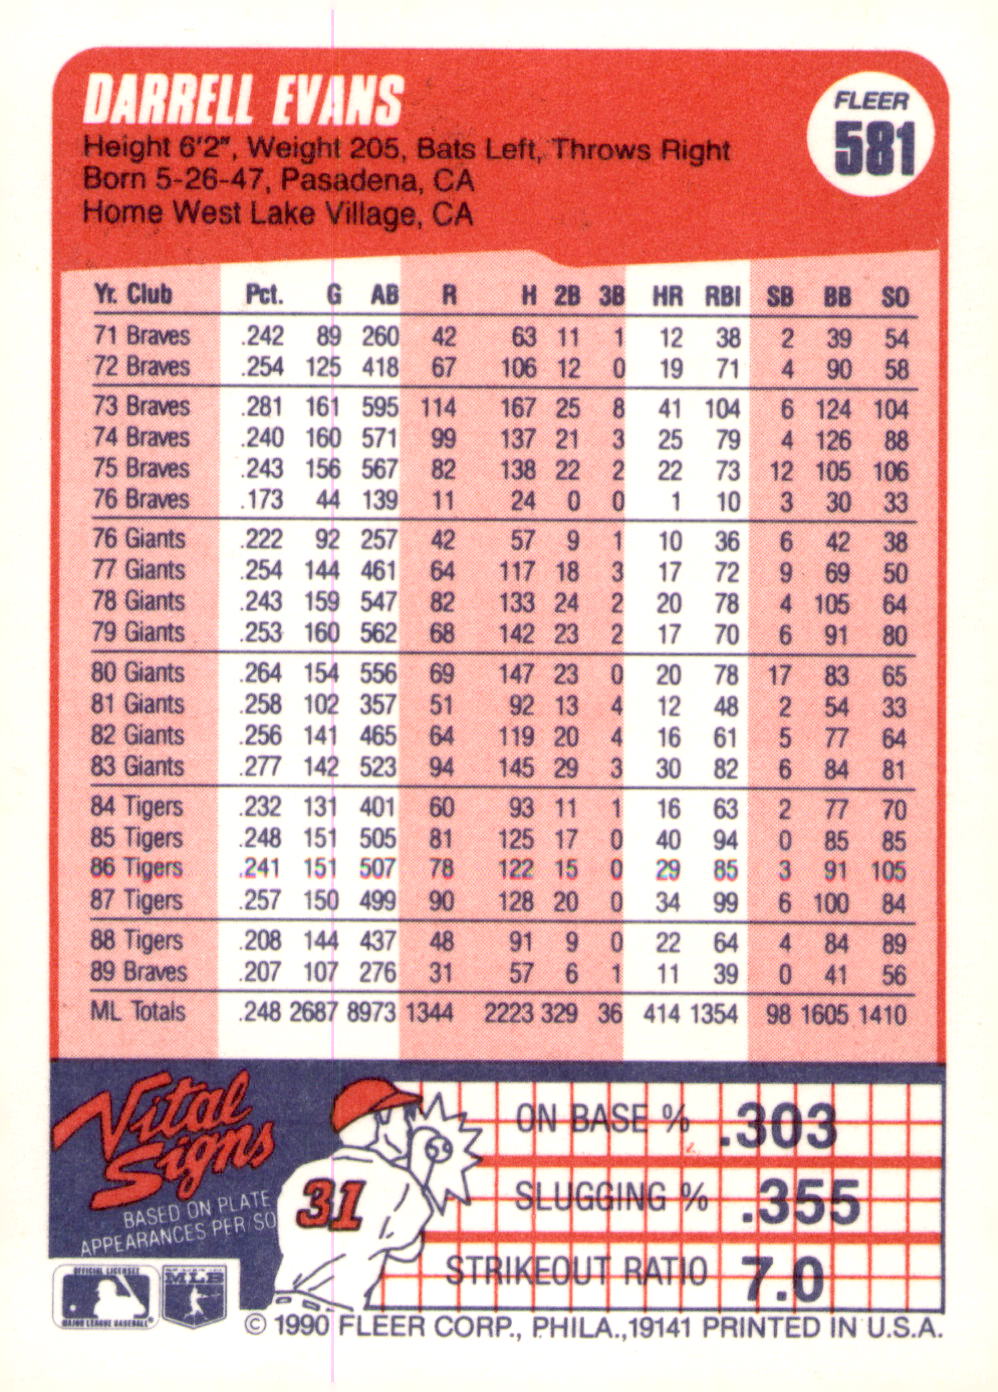 DARRELL EVANS
FLEER
581
Height 6'2", Weight 205, Bats Left, Throws Right
Born 5-26-47, Pasadena, CA
Home West Lake Village, CA
Yr. Club Pct. G AB R H 2B 3B HR RBI SB BB SO
71 Braves .242 89 260 42 63 11 1 12 38 2 39 54
72 Braves .254 125 418 67 106 12 0 19 71 4 90 58
73 Braves .281 161 595 114 167 25 8 41 104 6 124 104
74 Braves .240 160 571 99 137 21 3 25 79 4 126 88
75 Braves .243 156 567 82 138 22 2 22 73 12 105 106
76 Braves .173 44 139 11 24 0 0 1 10 3 30 33
76 Giants .222 92 257 42 57 9 1 10 36 6 42 38
77 Giants .254 144 461 64 117 18 3 17 72 9 69 50
78 Giants .243 159 547 82 133 24 2 20 78 4 105 64
79 Giants .253 160 562 68 142 23 2 17 70 6 91 80
80 Giants .264 154 556 69 147 23 0 20 78 17 83 65
81 Giants .258 102 357 51 92 13 4 12 48 2 54 33
82 Giants .256 141 465 64 119 20 4 16 61 5 77 64
83 Giants .277 142 523 94 145 29 3 30 82 6 84 81
84 Tigers .232 131 401 60 93 11 1 16 63 2 77 70
85 Tigers .248 151 505 81 125 17 0 40 94 0 85 85
86 Tigers .241 151 507 78 122 15 0 29 85 3 91 105
87 Tigers .257 150 499 90 128 20 0 34 99 6 100 84
88 Tigers .208 144 437 48 91 9 0 22 64 4 84 89
89 Braves .207 107 276 31 57 6 1 11 39 0 41 56
ML Totals .248 2687 8973 1344 2223 329 36 414 1354 98 1605 1410
Vital
Signs
BASED ON PLATE
APPEARANCES PER/SO
31
ON BASE % .303
SLUGGING % .355
STRIKEOUT RATIO 7.0
OFFICIAL LICENSEE
MAJOR LEAGUE BASEBALL®
MLB
© 1990 FLEER CORP., PHILA.,19141 PRINTED IN U.S.A.